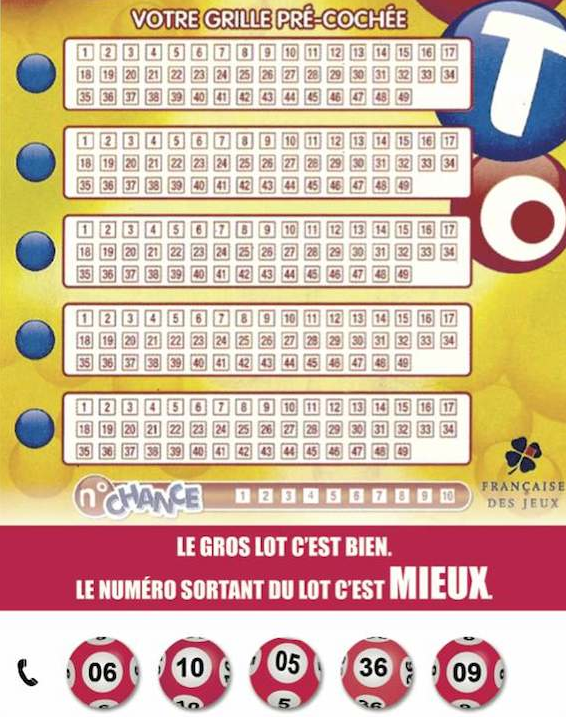 VOTRE GRILLE PRÉ-COCHÉE
1 2 3 4 5 6 7 8 9 10 11 12 13 14 15 16 17
18 19 20 21 22 23 24 25 26 27 28 29 30 31 32 33 34
35 36 37 38 39 40 41 42 43 44 45 46 47 48 49
1 2 3 4 5 6 7 8 9 10 11 12 13 14 15 16 17
18 19 20 21 22 23 24 25 26 27 28 29 30 31 32 33 34
35 36 37 38 39 40 41 42 43 44 45 46 47 48 49
1 2 3 4 5 6 7 8 9 10 11 12 13 14 15 16 17
18 19 20 21 22 23 24 25 26 27 28 29 30 31 32 33 34
35 36 37 38 39 40 41 42 43 44 45 46 47 48 49
1 2 3 4 5 6 7 8 9 10 11 12 13 14 15 16 17
18 19 20 21 22 23 24 25 26 27 28 29 30 31 32 33 34
35 36 37 38 39 40 41 42 43 44 45 46 47 48 49
1 2 3 4 5 6 7 8 9 10 11 12 13 14 15 16 17
18 19 20 21 22 23 24 25 26 27 28 29 30 31 32 33 34
35 36 37 38 39 40 41 42 43 44 45 46 47 48 49
T
O
n° CHANCE 1 2 3 4 5 6 7 8 9 10
FRANÇAISE
DES JEUX
LE GROS LOT C'EST BIEN.
LE NUMÉRO SORTANT DU LOT C'EST MIEUX.
06 10 05 36 09